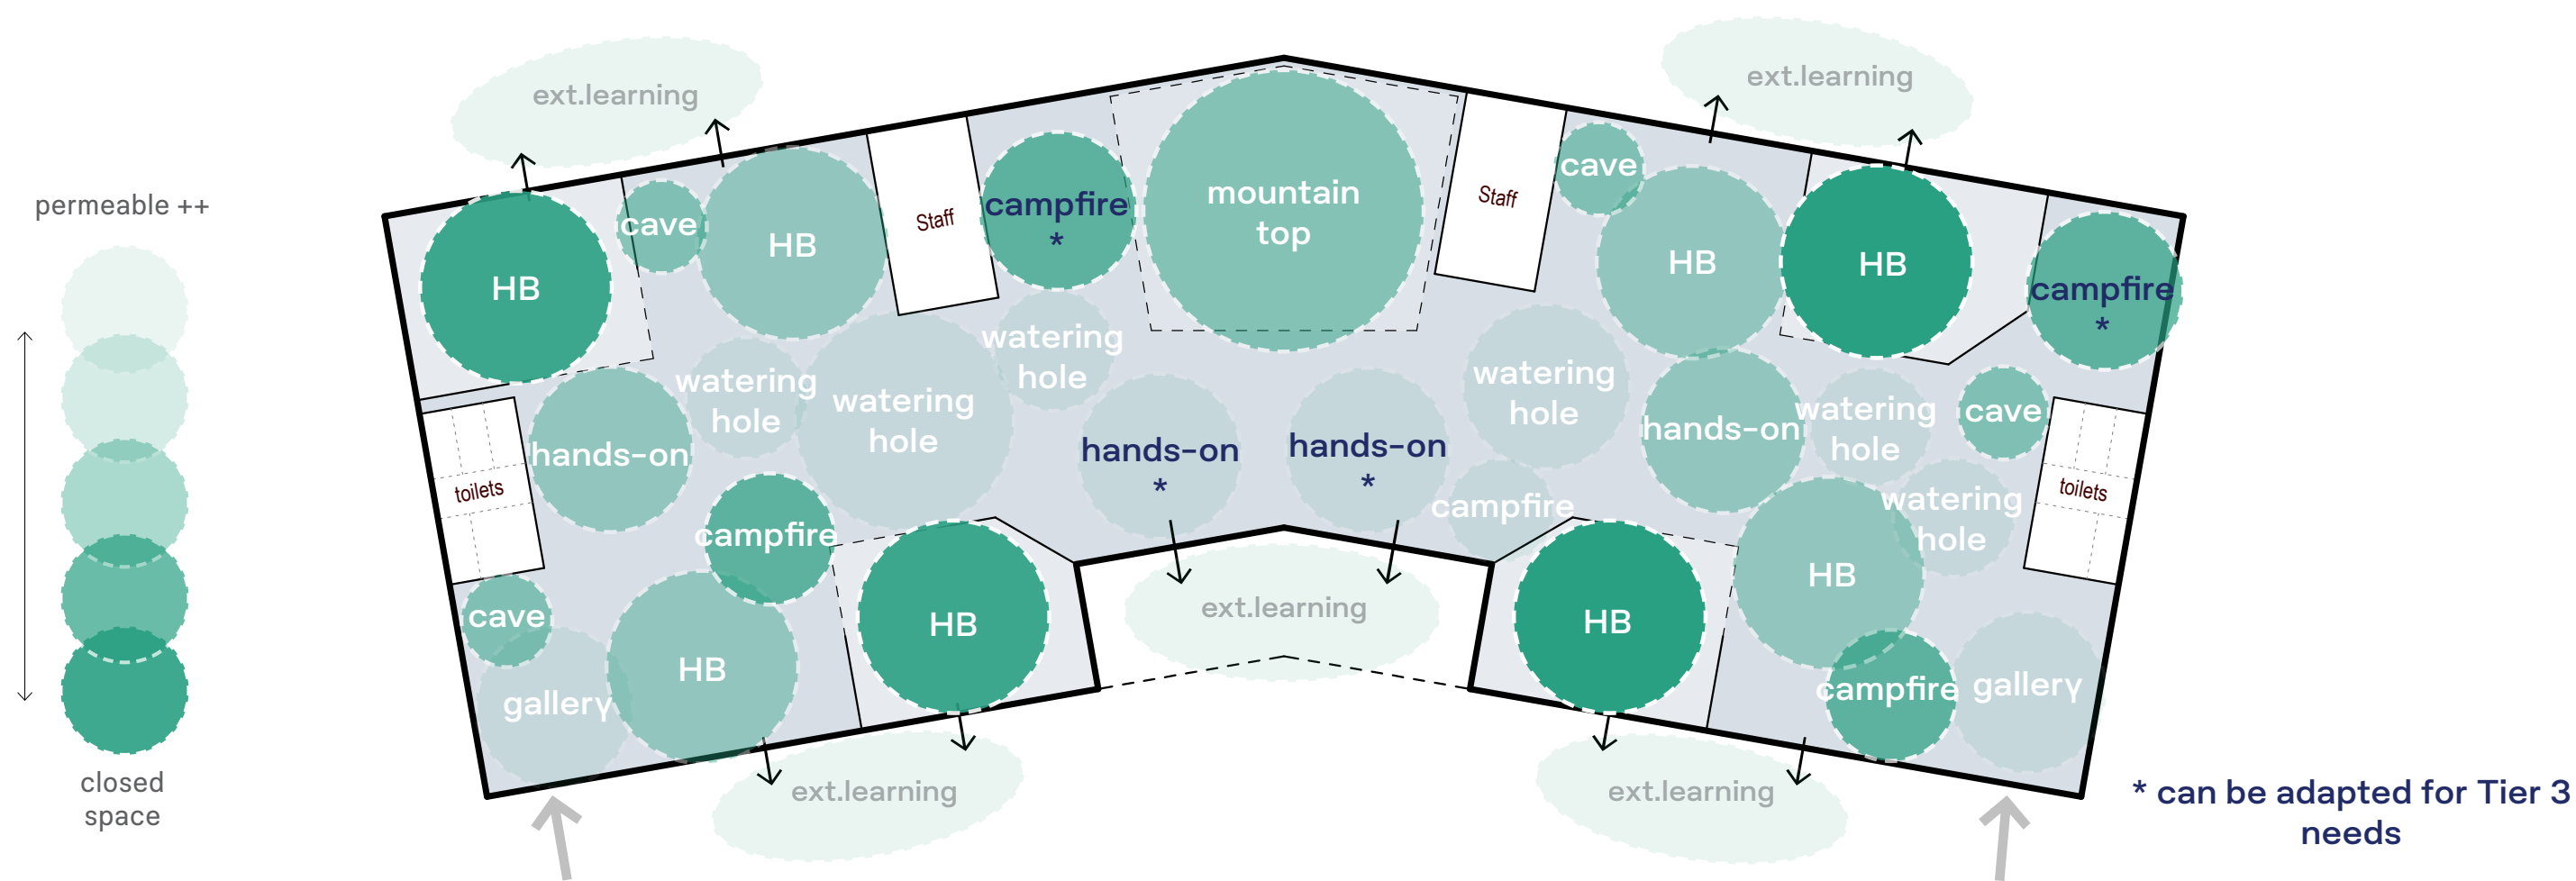 ext.learning
ext.learning
permeable ++
HB
cave
HB
Staff
campfire
*
mountain
top
Staff
cave
HB
HB
campfire
*
watering
hole
watering
hole
watering
hole
hands-on
hands-on
*
hands-on
*
watering
hole
hands-on
watering
hole
cave
toilets
toilets
campfire
campfire
watering
hole
cave
gallery
HB
HB
ext.learning
HB
HB
campfire
gallery
closed
space
ext.learning
ext.learning
* can be adapted for Tier 3
needs